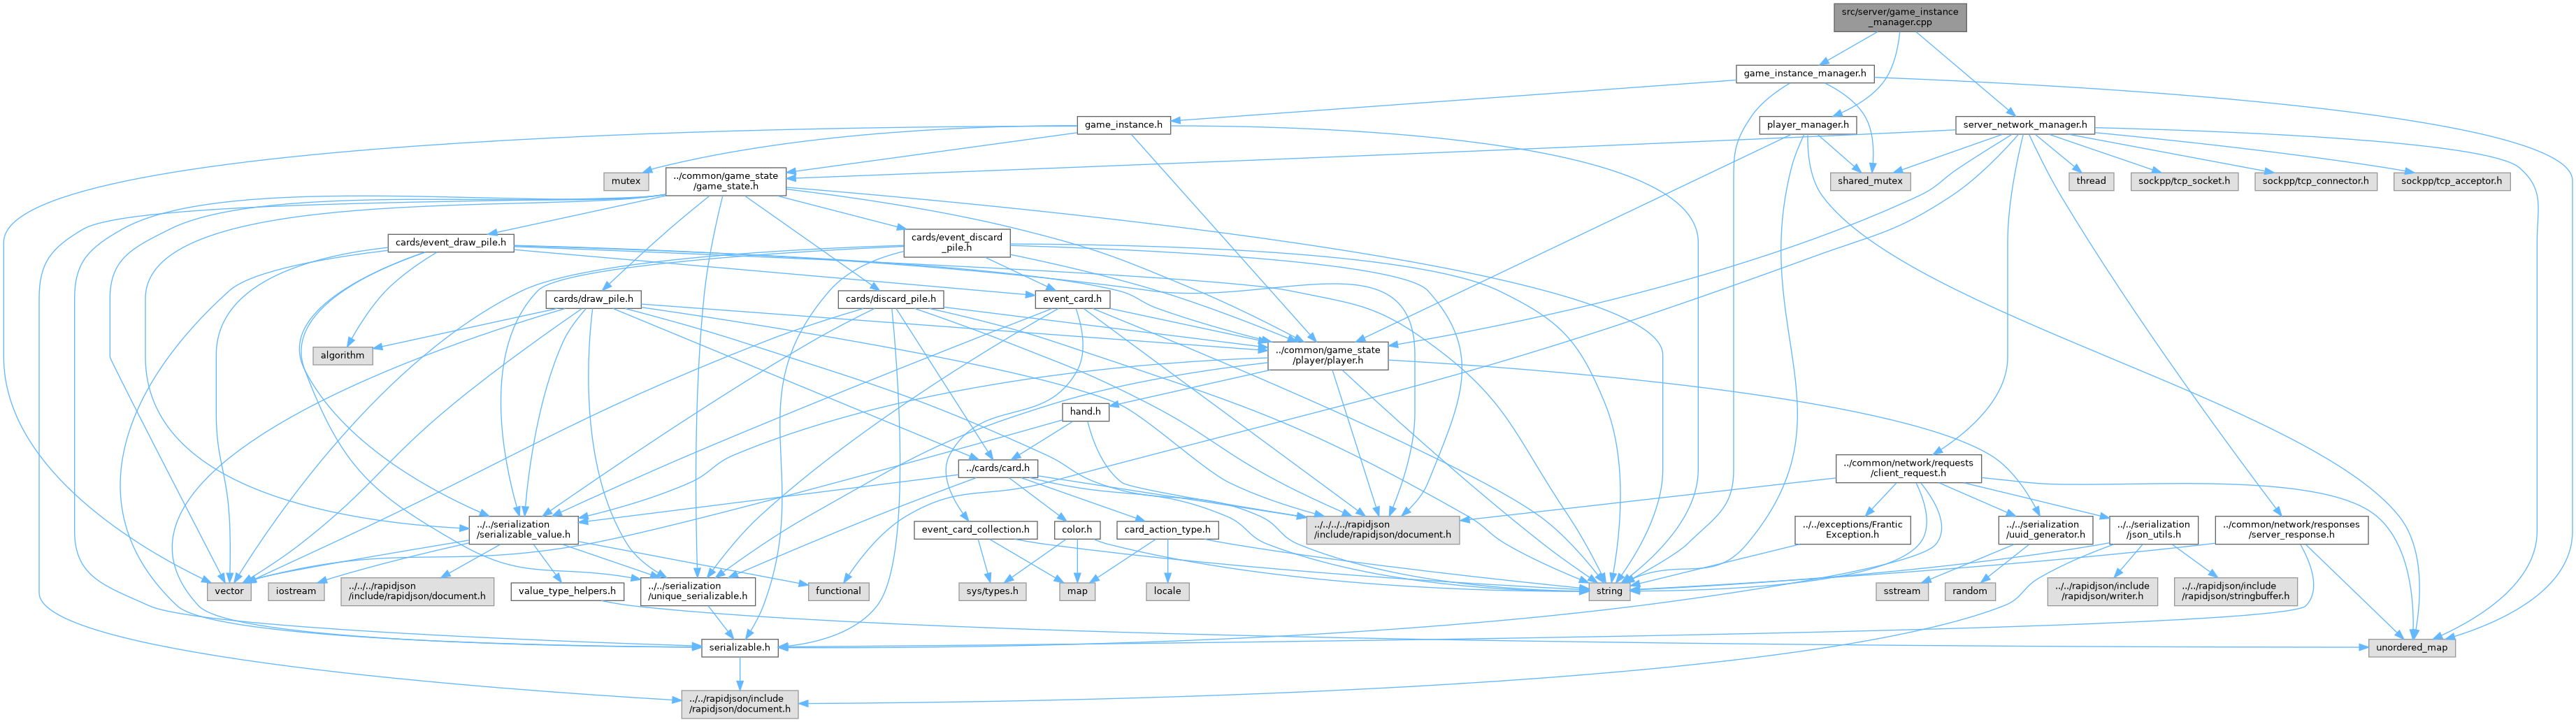 src/server/game_instance
_manager.cpp
game_instance_manager.h
game_instance.h
player_manager.h
server_network_manager.h
mutex
../common/game_state
/game_state.h
shared_mutex
thread
sockpp/tcp_socket.h
sockpp/tcp_connector.h
sockpp/tcp_acceptor.h
cards/event_draw_pile.h
cards/event_discard
_pile.h
cards/draw_pile.h
cards/discard_pile.h
event_card.h
algorithm
../common/game_state
/player/player.h
hand.h
../cards/card.h
../common/network/requests
/client_request.h
../../serialization
/serializable_value.h
event_card_collection.h
color.h
card_action_type.h
../../../../rapidjson
/include/rapidjson/document.h
../../exceptions/Frantic
Exception.h
../../serialization
/uuid_generator.h
../../serialization
/json_utils.h
../common/network/responses
/server_response.h
vector
iostream
../../../rapidjson
/include/rapidjson/document.h
value_type_helpers.h
../../serialization
/unique_serializable.h
functional
sys/types.h
map
locale
string
sstream
random
../../rapidjson/include
/rapidjson/writer.h
../../rapidjson/include
/rapidjson/stringbuffer.h
serializable.h
unordered_map
../../rapidjson/include
/rapidjson/document.h